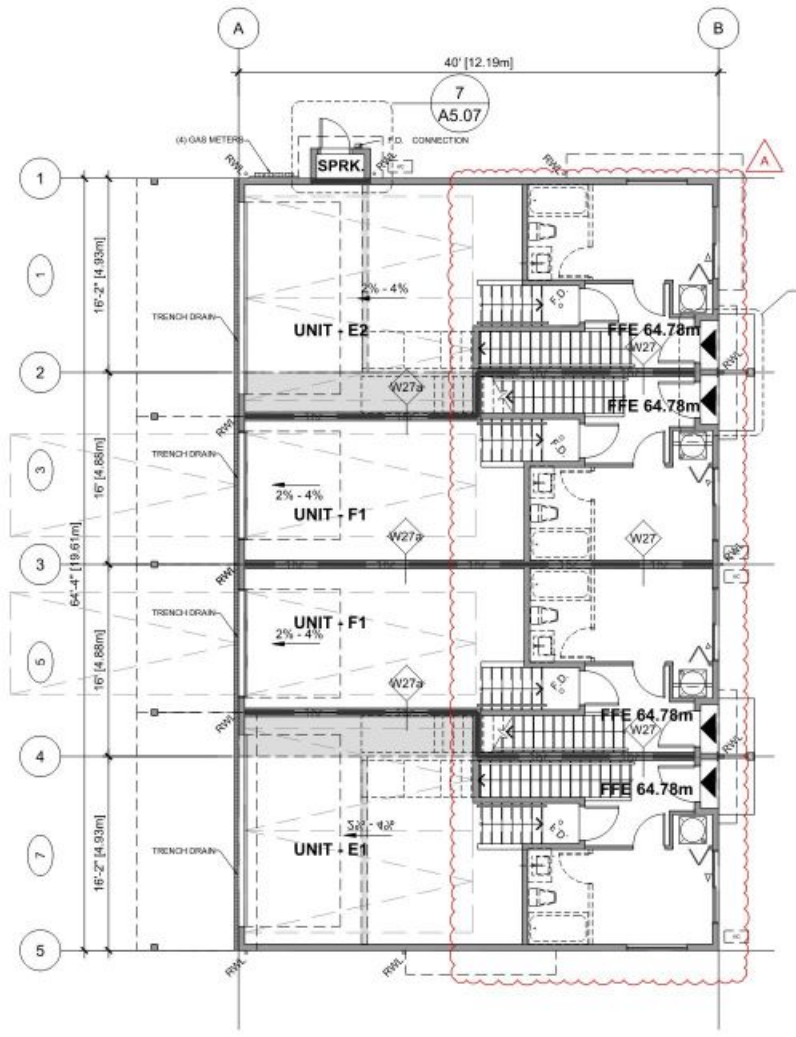 A
B
40' [12.19m]
7
A5.07
(4) GAS METERS
F.D. CONNECTION
RWL
SPRK.
RWL
RWL
A
1
1
16'-2" [4.93m]
2% - 4%
F.D.
TRENCH DRAIN
UNIT - E2
FFE 64.78m
W27
RWL
2
W27a
FFE 64.78m
RWL
F.D.
TRENCH DRAIN
3
16' [4.88m]
2% - 4%
UNIT - F1
W27a
W27
RWL
3
64'-4" [19.61m]
RWL
TRENCH DRAIN
UNIT - F1
2% - 4%
5
16' [4.88m]
W27a
F.D.
RWL
FFE 64.78m
W27
RWL
4
FFE 64.78m
2% - 4%
F.D.
UNIT - E1
TRENCH DRAIN
7
16'-2" [4.93m]
5
RWL
RWL